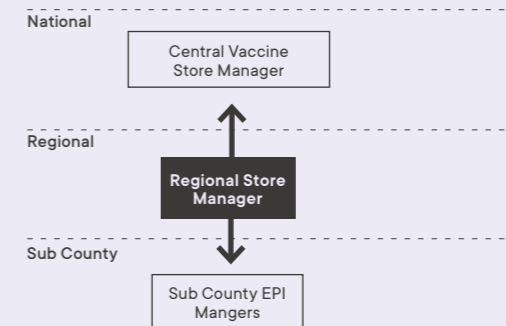 National
Central Vaccine
Store Manager
Regional
Regional Store
Manager
Sub County
Sub County EPI
Mangers